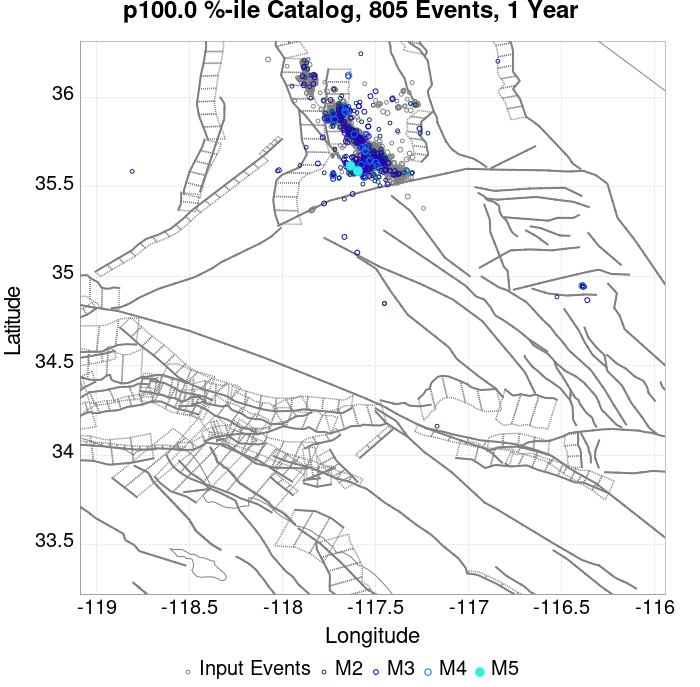 p100.0 %-ile Catalog, 805 Events, 1 Year
36
35.5
35
34.5
34
33.5
Latitude
-119
-118.5
-118
-117.5
-117
-116.5
-116
Longitude
Input Events
M2
M3
M4
M5